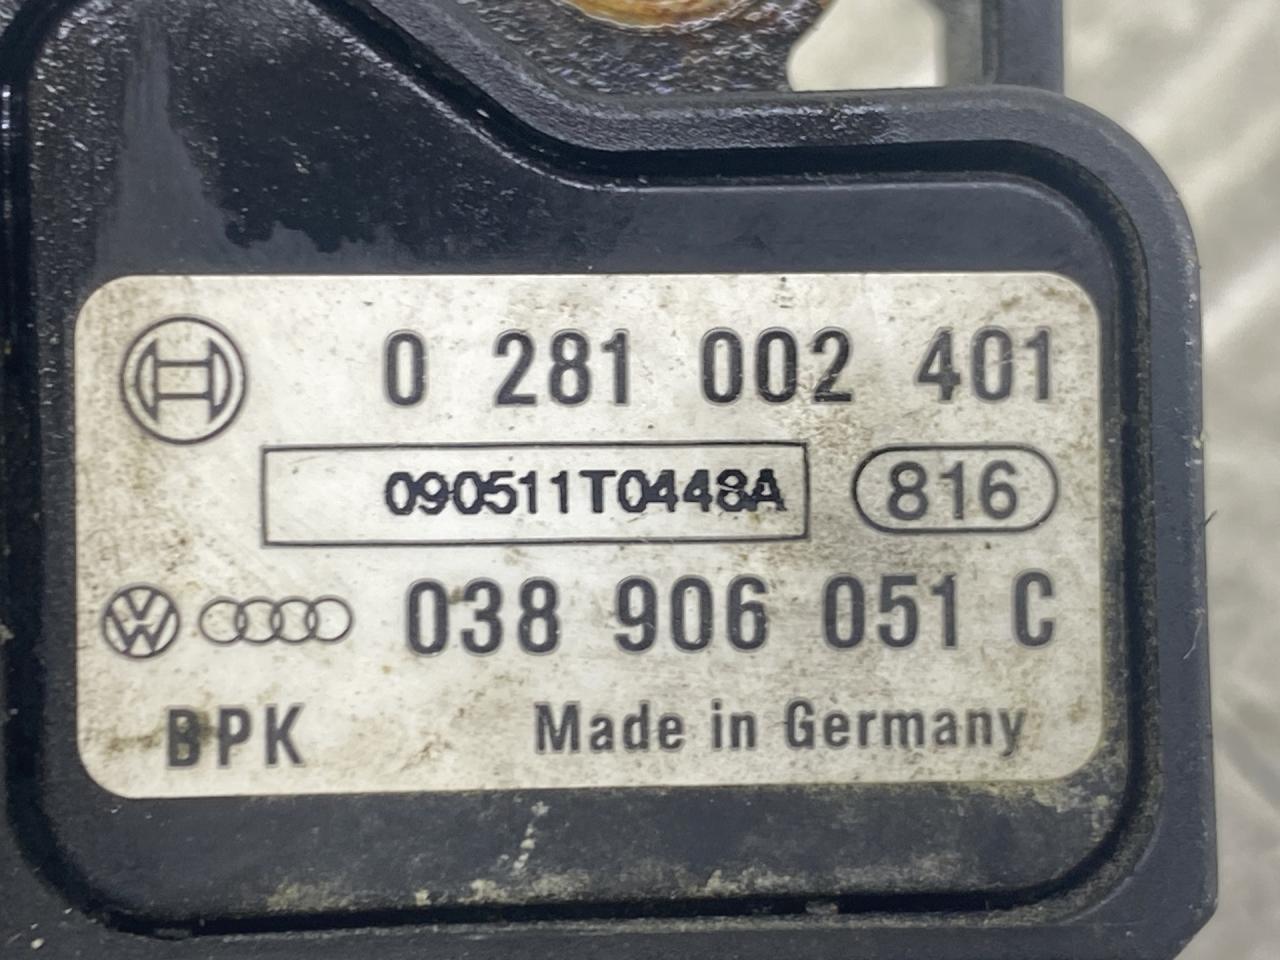 0 281 002 401
090511T0448A 816
038 906 051 C
BPK Made in Germany